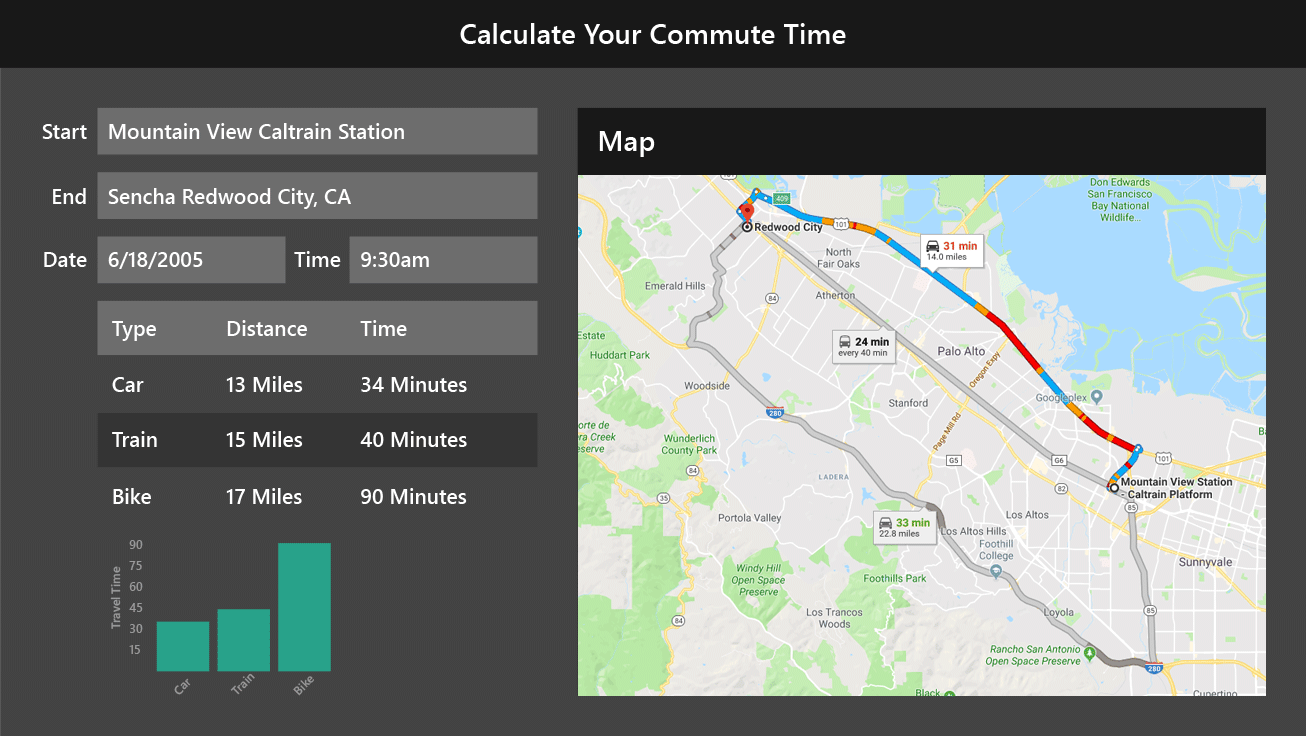 Calculate Your Commute Time
Start Mountain View Caltrain Station
End Sencha Redwood City, CA
Date 6/18/2005 Time 9:30am
Type Distance Time
Car 13 Miles 34 Minutes
Train 15 Miles 40 Minutes
Bike 17 Miles 90 Minutes
Travel Time
90
75
60
45
30
15
Car Train Bike
Map
Don Edwards
San Francisco
Bay National
Wildlife...
409
Redwood City
101
31 min
14.0 miles
North
Fair Oaks
Emerald Hills
84
Atherton
Estate
Huddart Park
24 min
every 40 min
Palo Alto
Oregon Expy
Woodside
Googleplex
280
Stanford
Page Mill Rd
orte de
era Creek
eserve
Wunderlich
County Park
84
G5
G6
101
LADERA
Mountain View Station
- Caltrain Platform
35
82
85
Portola Valley
33 min
22.8 miles
Los Altos
Los Altos Hills
Foothill
College
Sunnyvale
Windy Hill
Open Space
Preserve
Foothills Park
Los Trancos
Woods
Loyola
85
84
Rancho San Antonio
Open Space Preserve
280
Black
Cupertino